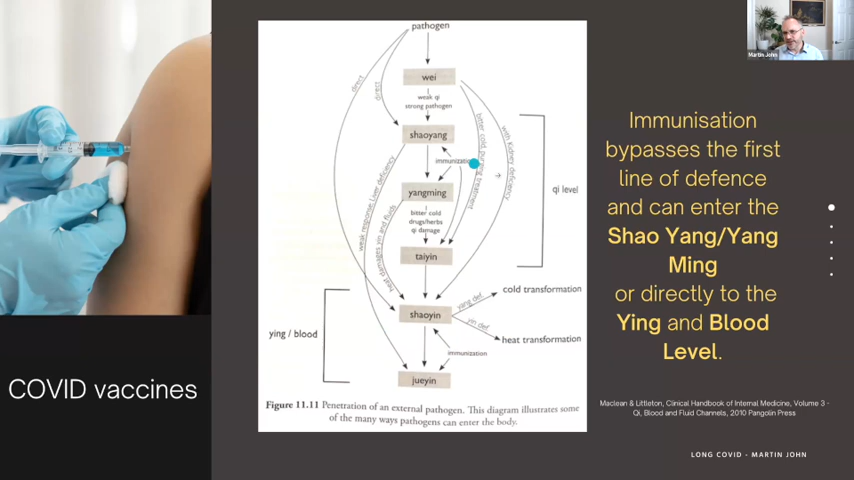 COVID vaccines
pathogen
direct
direct
wei
weak qi
strong pathogen
bitter cold, purging treatment
with Kidney deficiency
shaoyang
immunization
qi level
yangming
weak response Liver deficiency
heat damages yin and fluids
bitter cold
drugs/herbs
qi damage
taiyin
cold transformation
yang def
shaoyin
yin def
ying / blood
heat transformation
immunization
jueyin
Figure 11.11 Penetration of an external pathogen. This diagram illustrates some
of the many ways pathogens can enter the body.
Martin John
Immunisation
bypasses the first
line of defence
and can enter the
Shao Yang/Yang
Ming
or directly to the
Ying and Blood
Level.
Maclean & Littleton, Clinical Handbook of Internal Medicine, Volume 3 -
Qi, Blood and Fluid Channels, 2010 Pangolin Press
LONG COVID - MARTIN JOHN